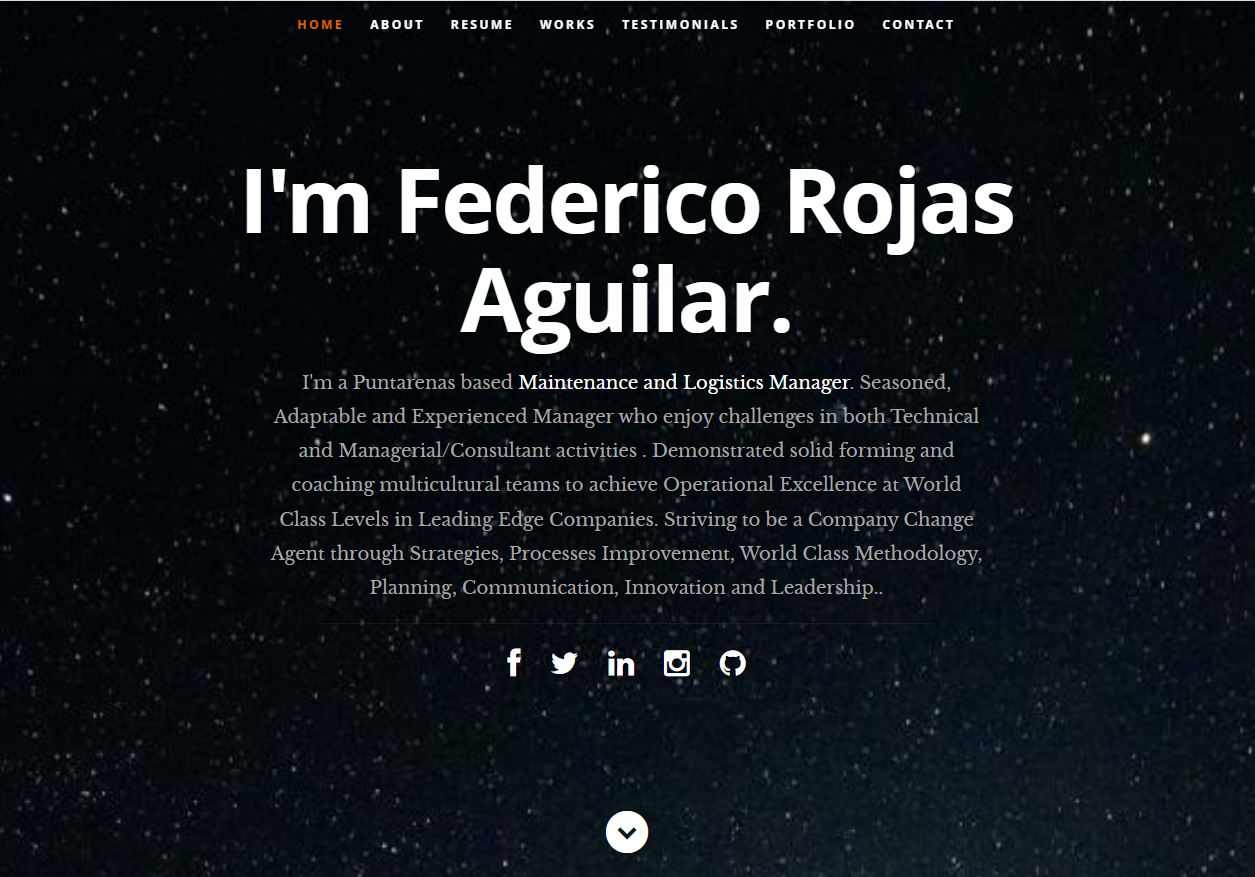 HOME ABOUT RESUME WORKS TESTIMONIALS PORTFOLIO CONTACT
I'm Federico Rojas
Aguilar.
I'm a Puntarenas based Maintenance and Logistics Manager. Seasoned,
Adaptable and Experienced Manager who enjoy challenges in both Technical
and Managerial/Consultant activities . Demonstrated solid forming and
coaching multicultural teams to achieve Operational Excellence at World
Class Levels in Leading Edge Companies. Striving to be a Company Change
Agent through Strategies, Processes Improvement, World Class Methodology,
Planning, Communication, Innovation and Leadership..